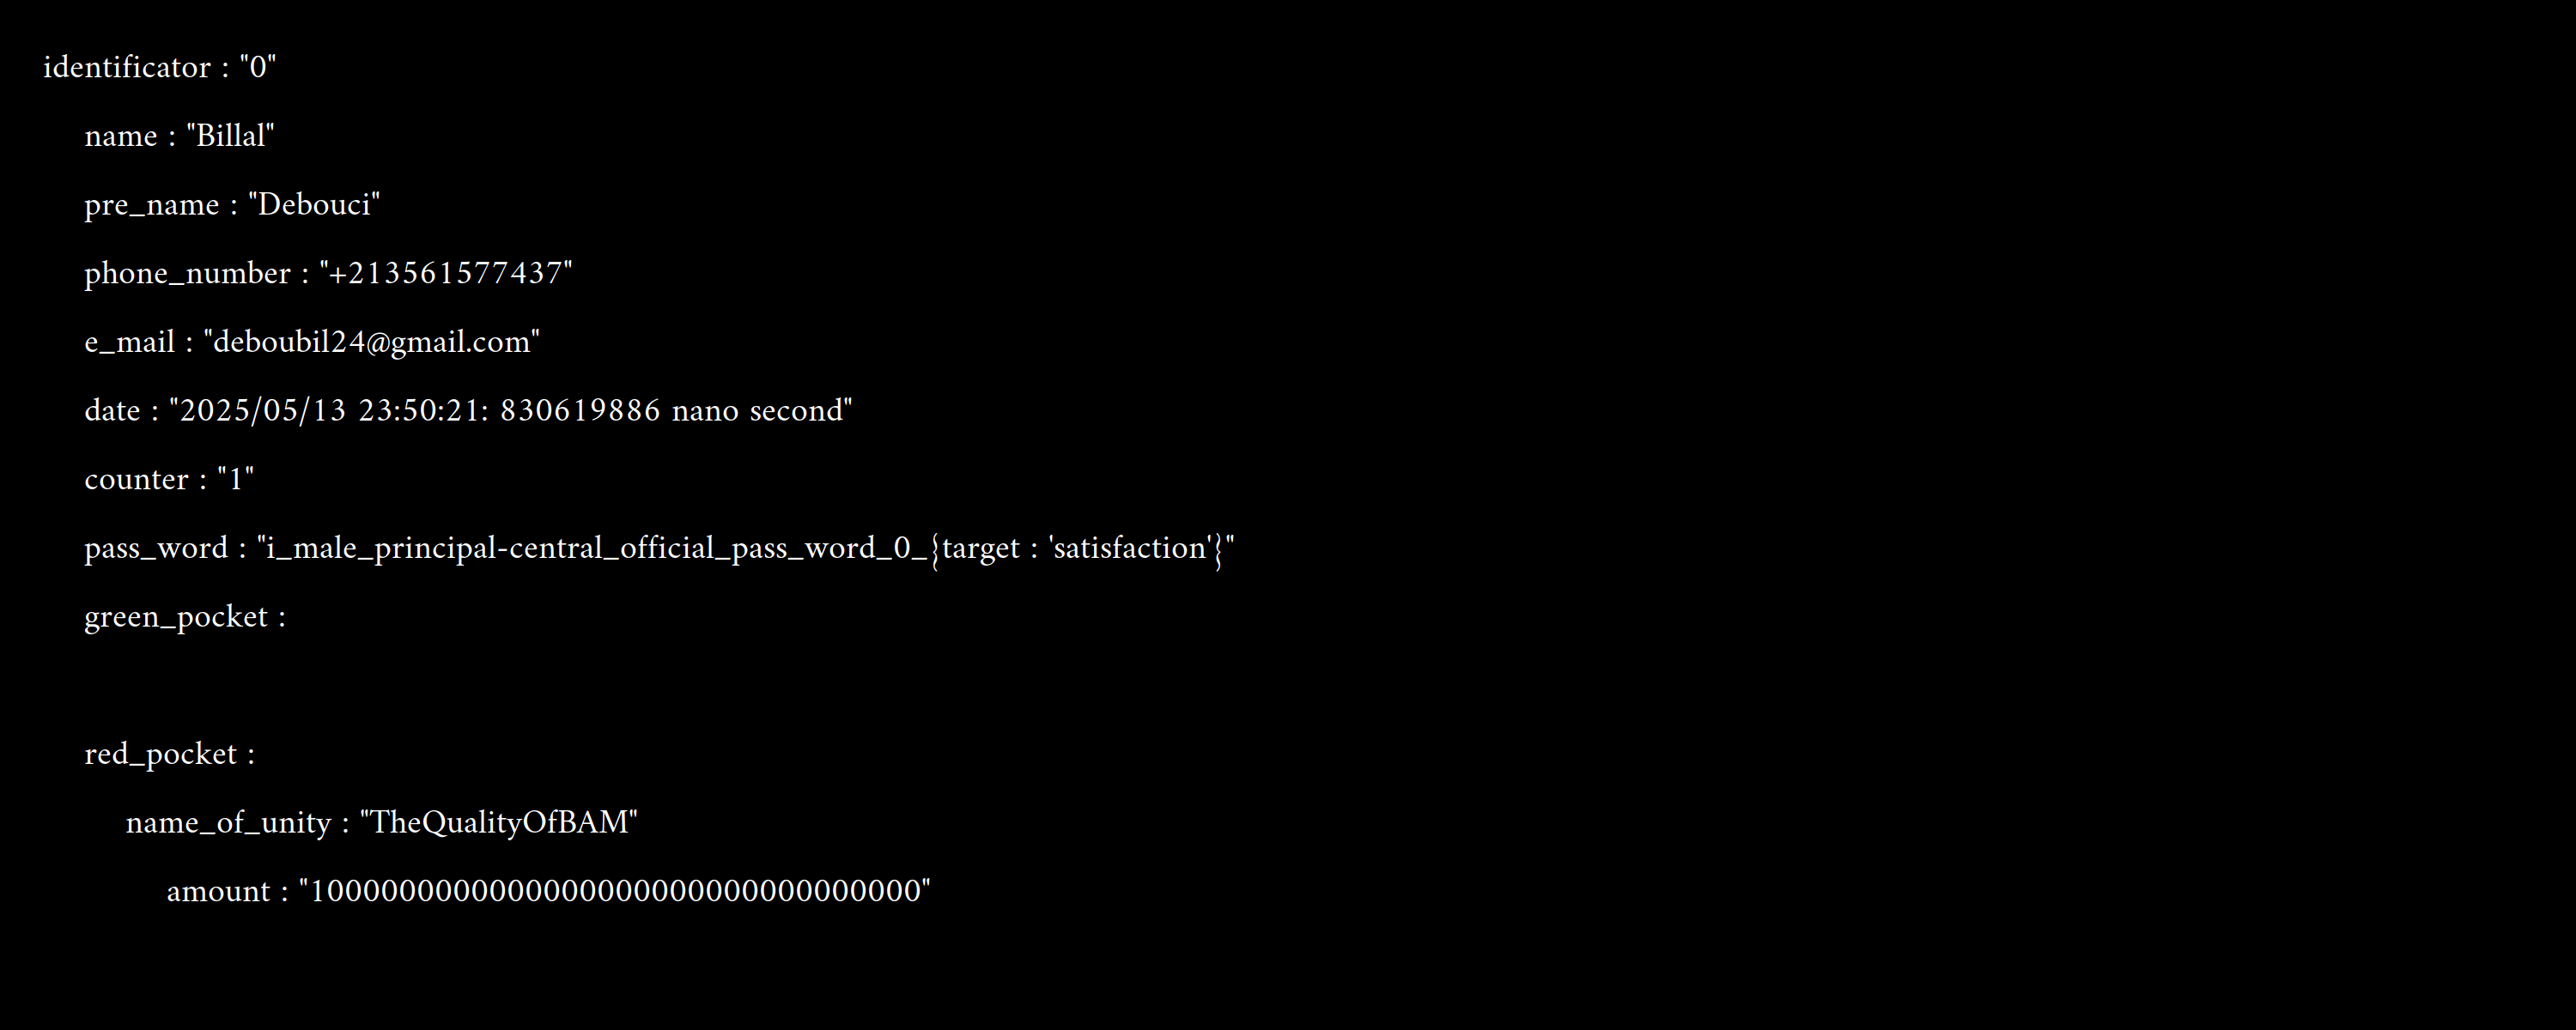 identificator : "0"
name : "Billal"
pre_name : "Debouci"
phone_number : "+213561577437"
e_mail : "deboubil24@gmail.com"
date : "2025/05/13 23:50:21: 830619886 nano second"
counter : "1"
pass_word : "i_male_principal-central_official_pass_word_0_{target : 'satisfaction'}"
green_pocket :
red_pocket :
name_of_unity : "TheQualityOfBAM"
amount : "1000000000000000000000000000000000"